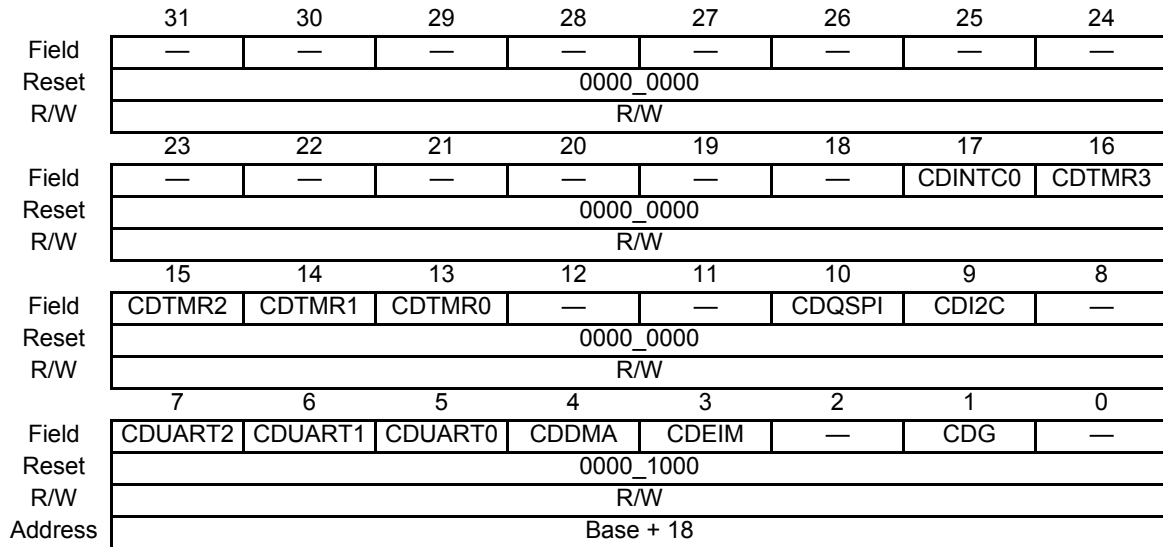 31 30 29 28 27 26 25 24
Field — — — — — — — —
Reset 0000_0000
R/W R/W
23 22 21 20 19 18 17 16
Field — — — — — — CDINTC0 CDTMR3
Reset 0000_0000
R/W R/W
15 14 13 12 11 10 9 8
Field CDTMR2 CDTMR1 CDTMR0 — — CDQSPI CDI2C —
Reset 0000_0000
R/W R/W
7 6 5 4 3 2 1 0
Field CDUART2 CDUART1 CDUART0 CDDMA CDEIM — CDG —
Reset 0000_1000
R/W R/W
Address Base + 18